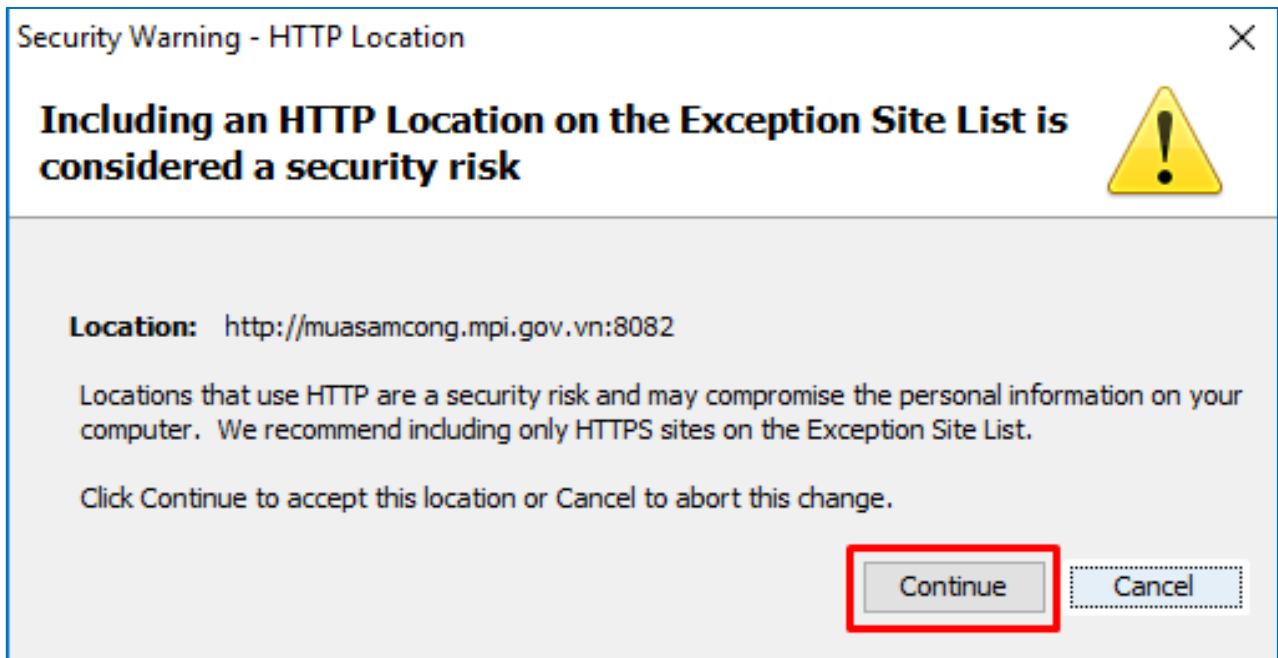 Security Warning - HTTP Location
Including an HTTP Location on the Exception Site List is
considered a security risk
Location: http://muasamcong.mpi.gov.vn:8082
Locations that use HTTP are a security risk and may compromise the personal information on your
computer. We recommend including only HTTPS sites on the Exception Site List.
Click Continue to accept this location or Cancel to abort this change.
Continue Cancel